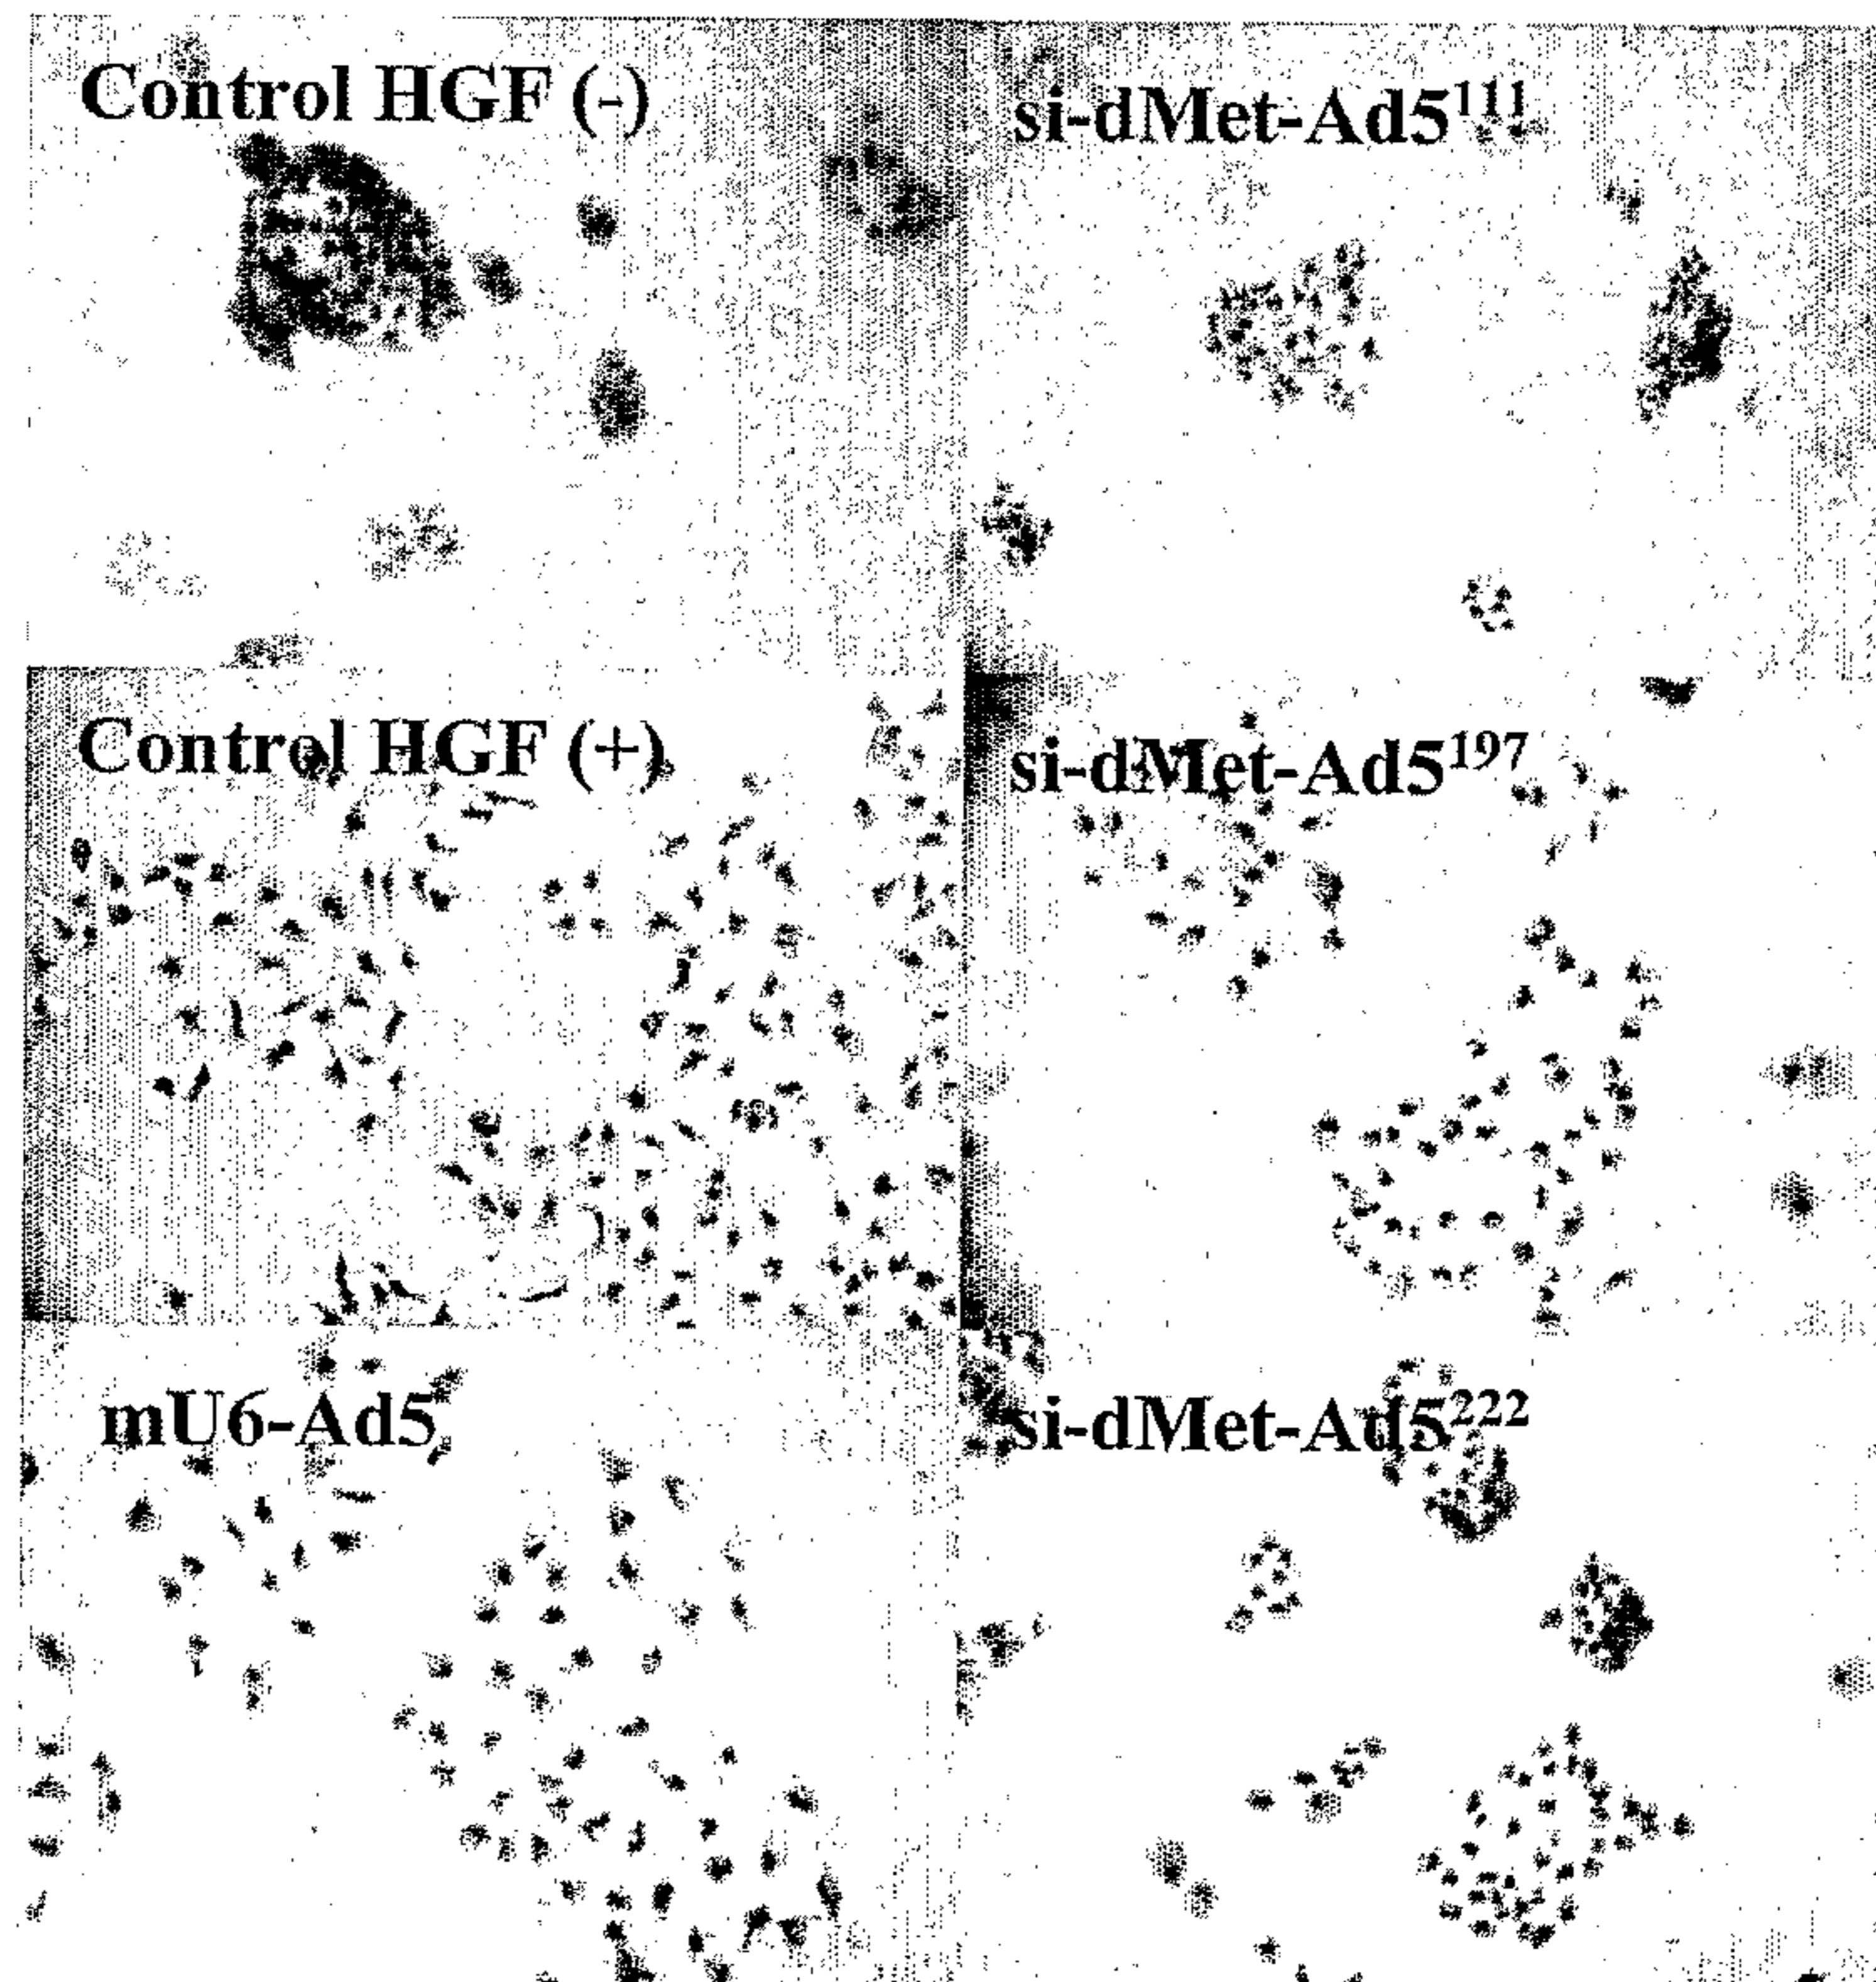 Control HGF (-)
si-dMet-Ad5¹¹¹
Control HGF (+)
si-dMet-Ad5¹⁹⁷
mU6-Ad5
si-dMet-Ad5²²²